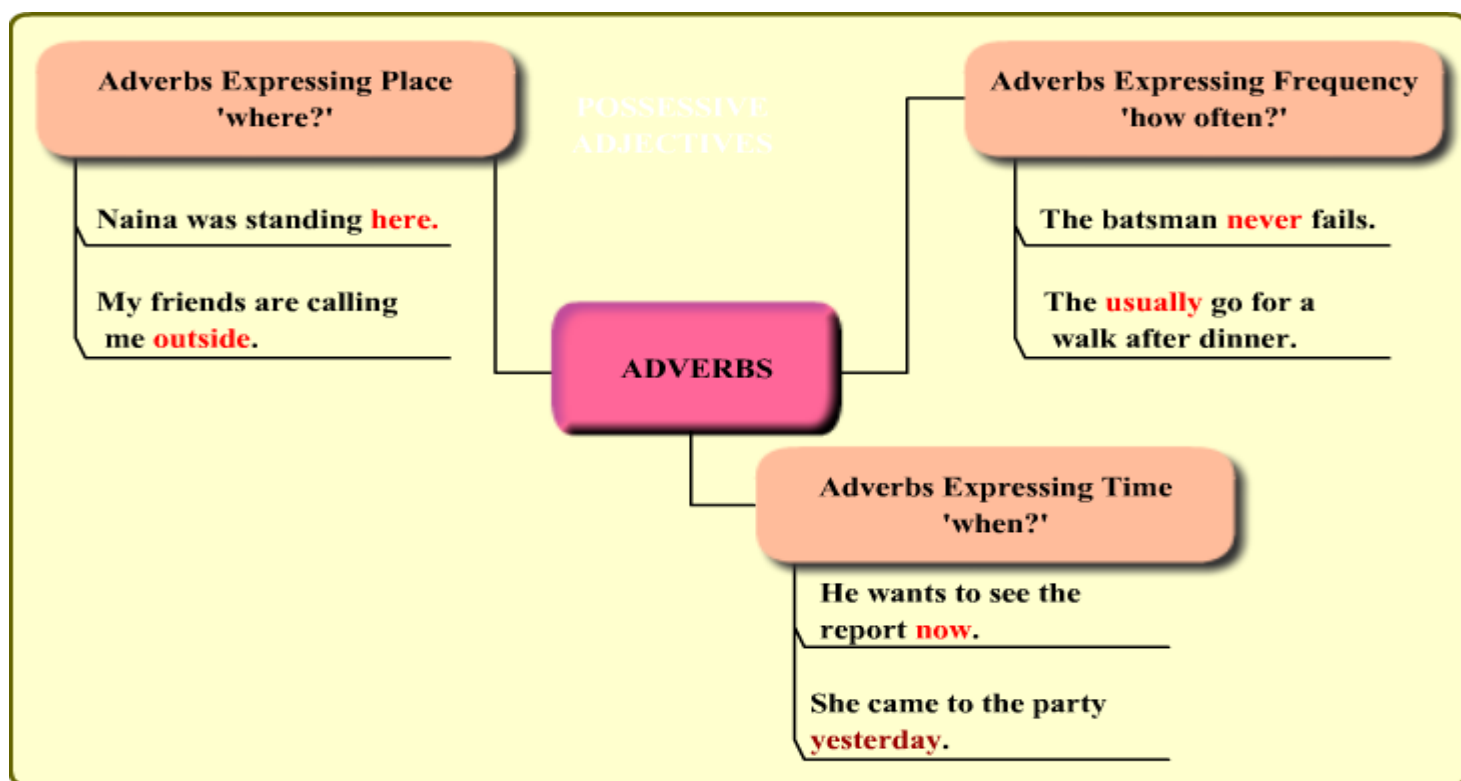 Adverbs Expressing Place
'where?'
Naina was standing here.
My friends are calling
me outside.
POSSESSIVE
ADJECTIVES
Adverbs Expressing Frequency
'how often?'
The batsman never fails.
The usually go for a
walk after dinner.
ADVERBS
Adverbs Expressing Time
'when?'
He wants to see the
report now.
She came to the party
yesterday.